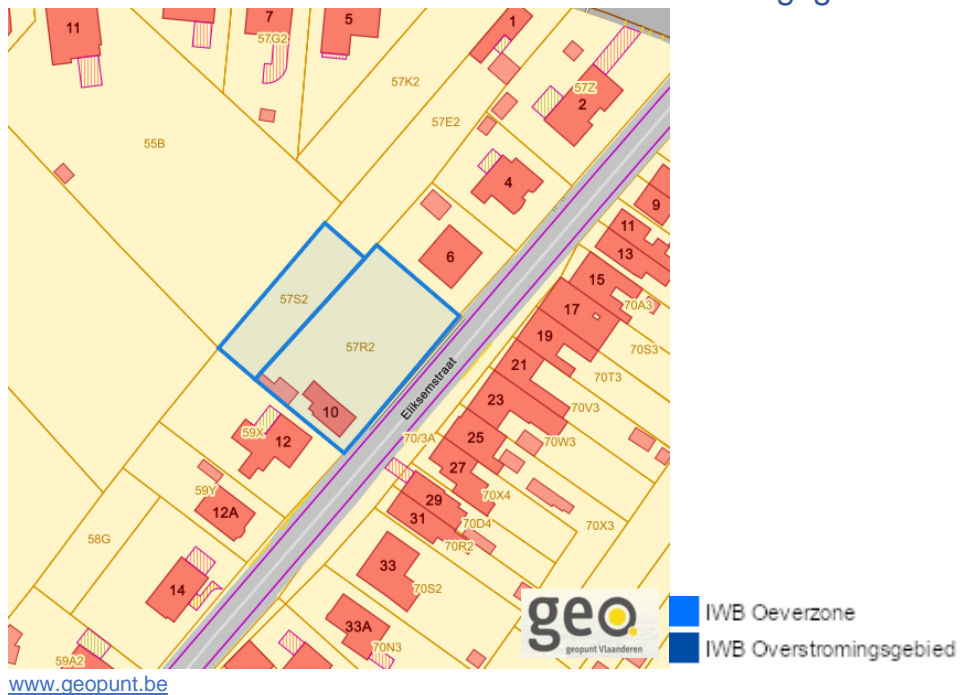 11
7
5
1
57G2
57K2
57Z
2
57E2
55B
4
9
11
6
13
15
57S2
70A3
17
57R2
19
70S3
21
70T3
Eliksemstraat
23
70V3
10
59X
12
70/3A
25
70W3
27
59Y
29
70X4
12A
31
70D4
70X3
58G
70R2
33
14
70S2
33A
70N3
59A2
geo
geopunt Vlaanderen
IWB Oeverzone
IWB Overstromingsgebied
www.geopunt.be